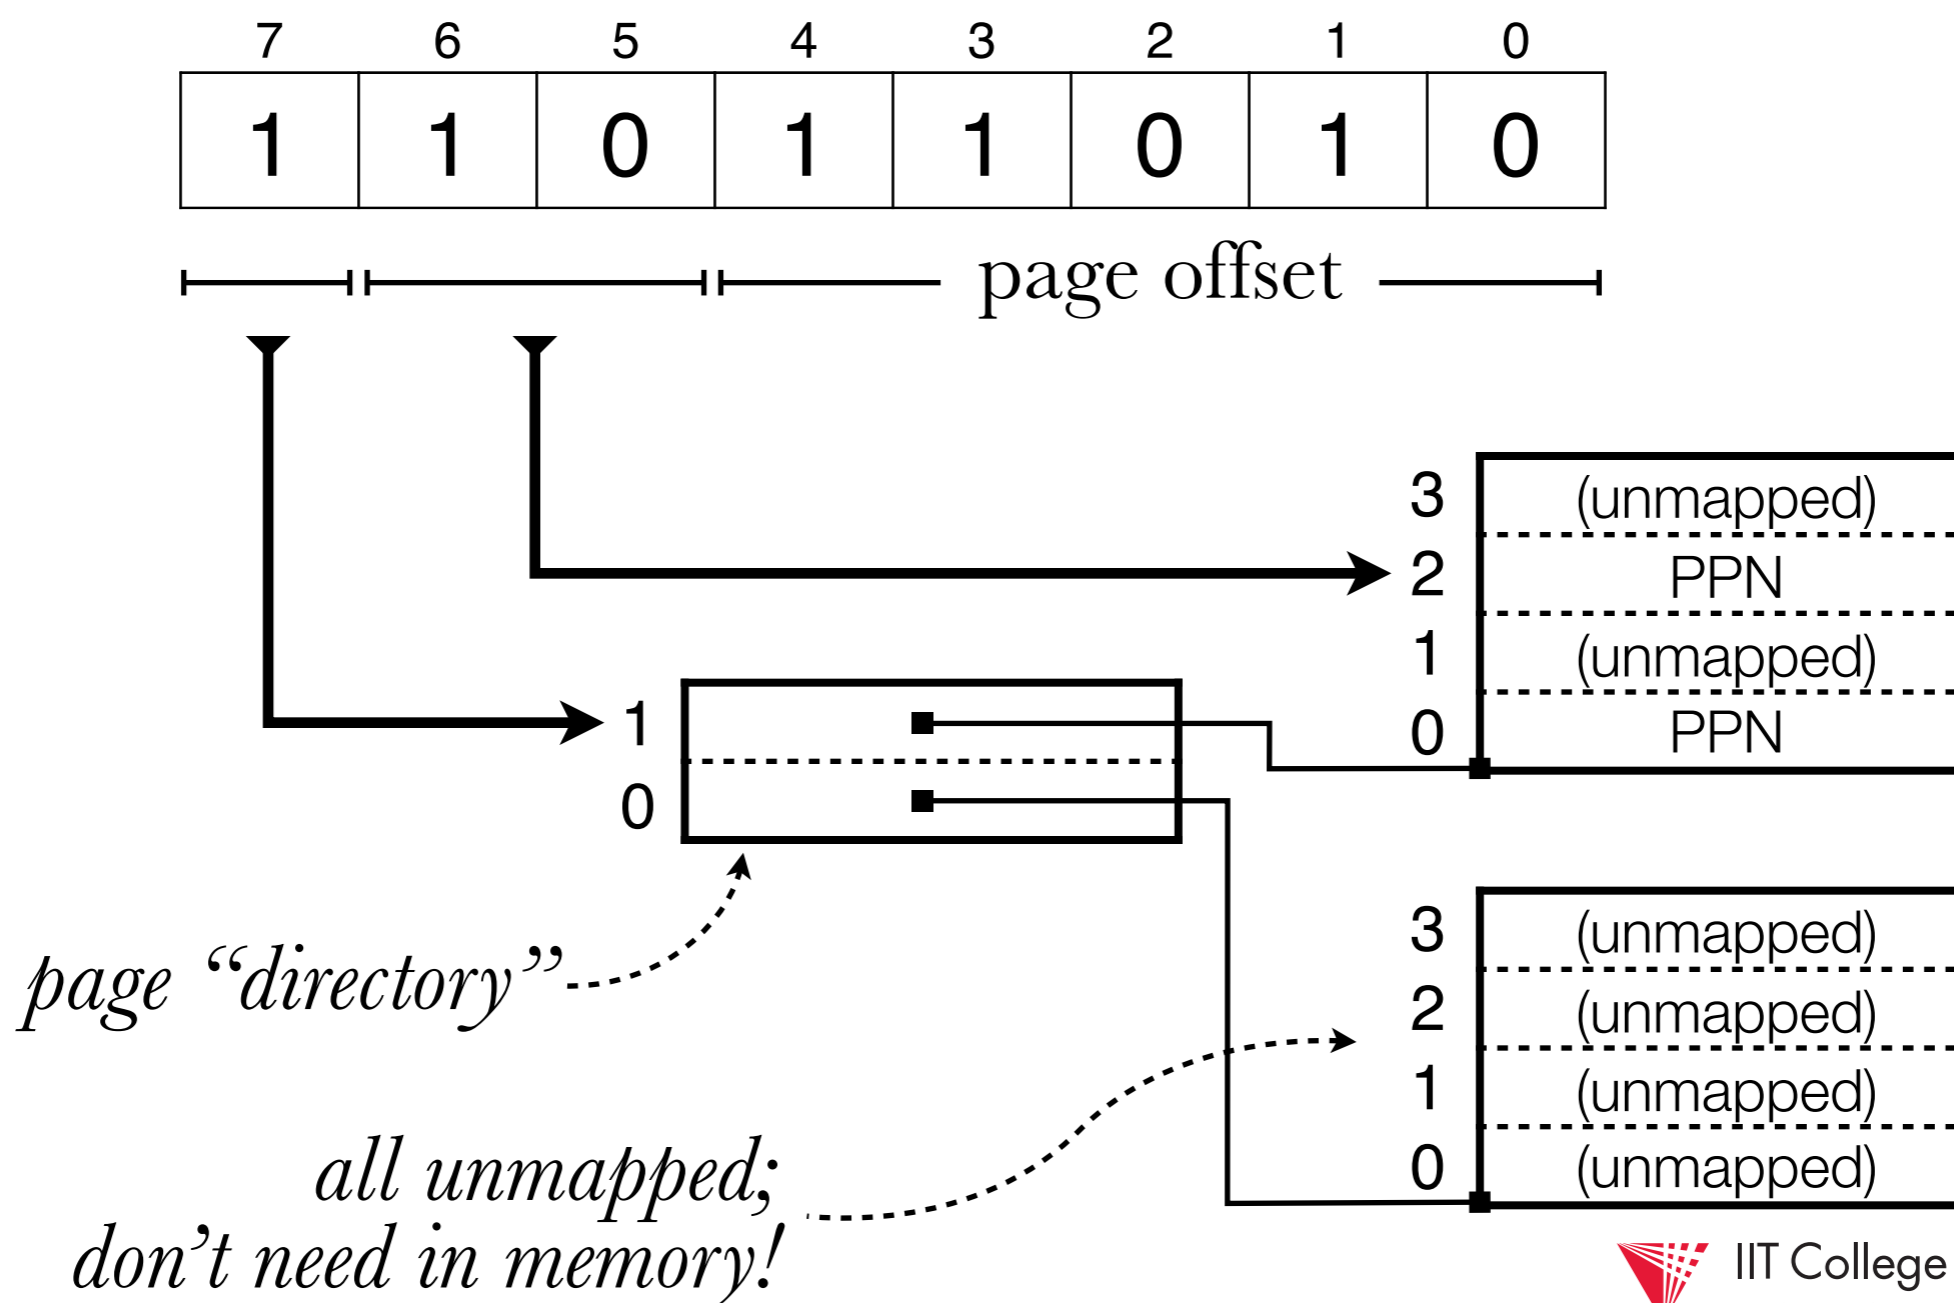 7 6 5 4 3 2 1 0
1 1 0 1 1 0 1 0
page offset
3 (unmapped)
2 PPN
1 (unmapped)
0 PPN
1
0
page “directory”
3 (unmapped)
2 (unmapped)
1 (unmapped)
0 (unmapped)
all unmapped;
don’t need in memory!
IIT College